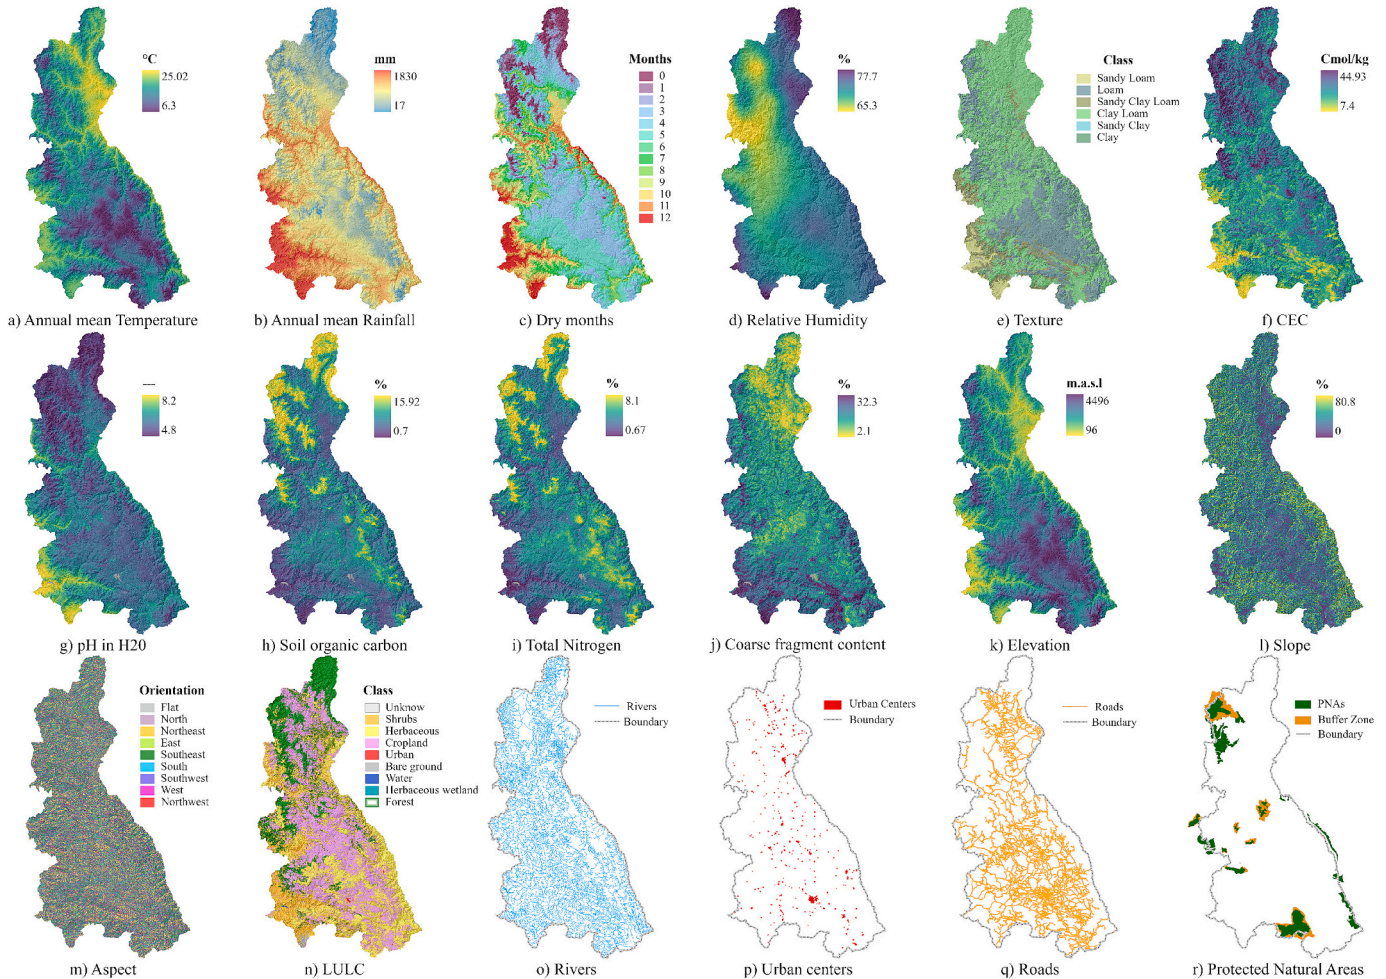 °C
25.02
6.3
a) Annual mean Temperature
mm
1830
17
b) Annual mean Rainfall
Months
0
1
2
3
4
5
6
7
8
9
10
11
12
c) Dry months
%
77.7
65.3
d) Relative Humidity
Class
Sandy Loam
Loam
Sandy Clay Loam
Clay Loam
Sandy Clay
Clay
e) Texture
Cmol/kg
44.93
7.4
f) CEC
---
8.2
4.8
g) pH in H20
%
15.92
0.7
h) Soil organic carbon
%
8.1
0.67
i) Total Nitrogen
%
32.3
2.1
j) Coarse fragment content
m.a.s.l
4496
96
k) Elevation
%
80.8
0
l) Slope
Orientation
Flat
North
Northeast
East
Southeast
South
Southwest
West
Northwest
m) Aspect
Class
Unknow
Shrubs
Herbaceous
Cropland
Urban
Bare ground
Water
Herbaceous wetland
Forest
n) LULC
Rivers
Boundary
o) Rivers
Urban Centers
Boundary
p) Urban centers
Roads
Boundary
q) Roads
PNAs
Buffer Zone
Boundary
r) Protected Natural Areas